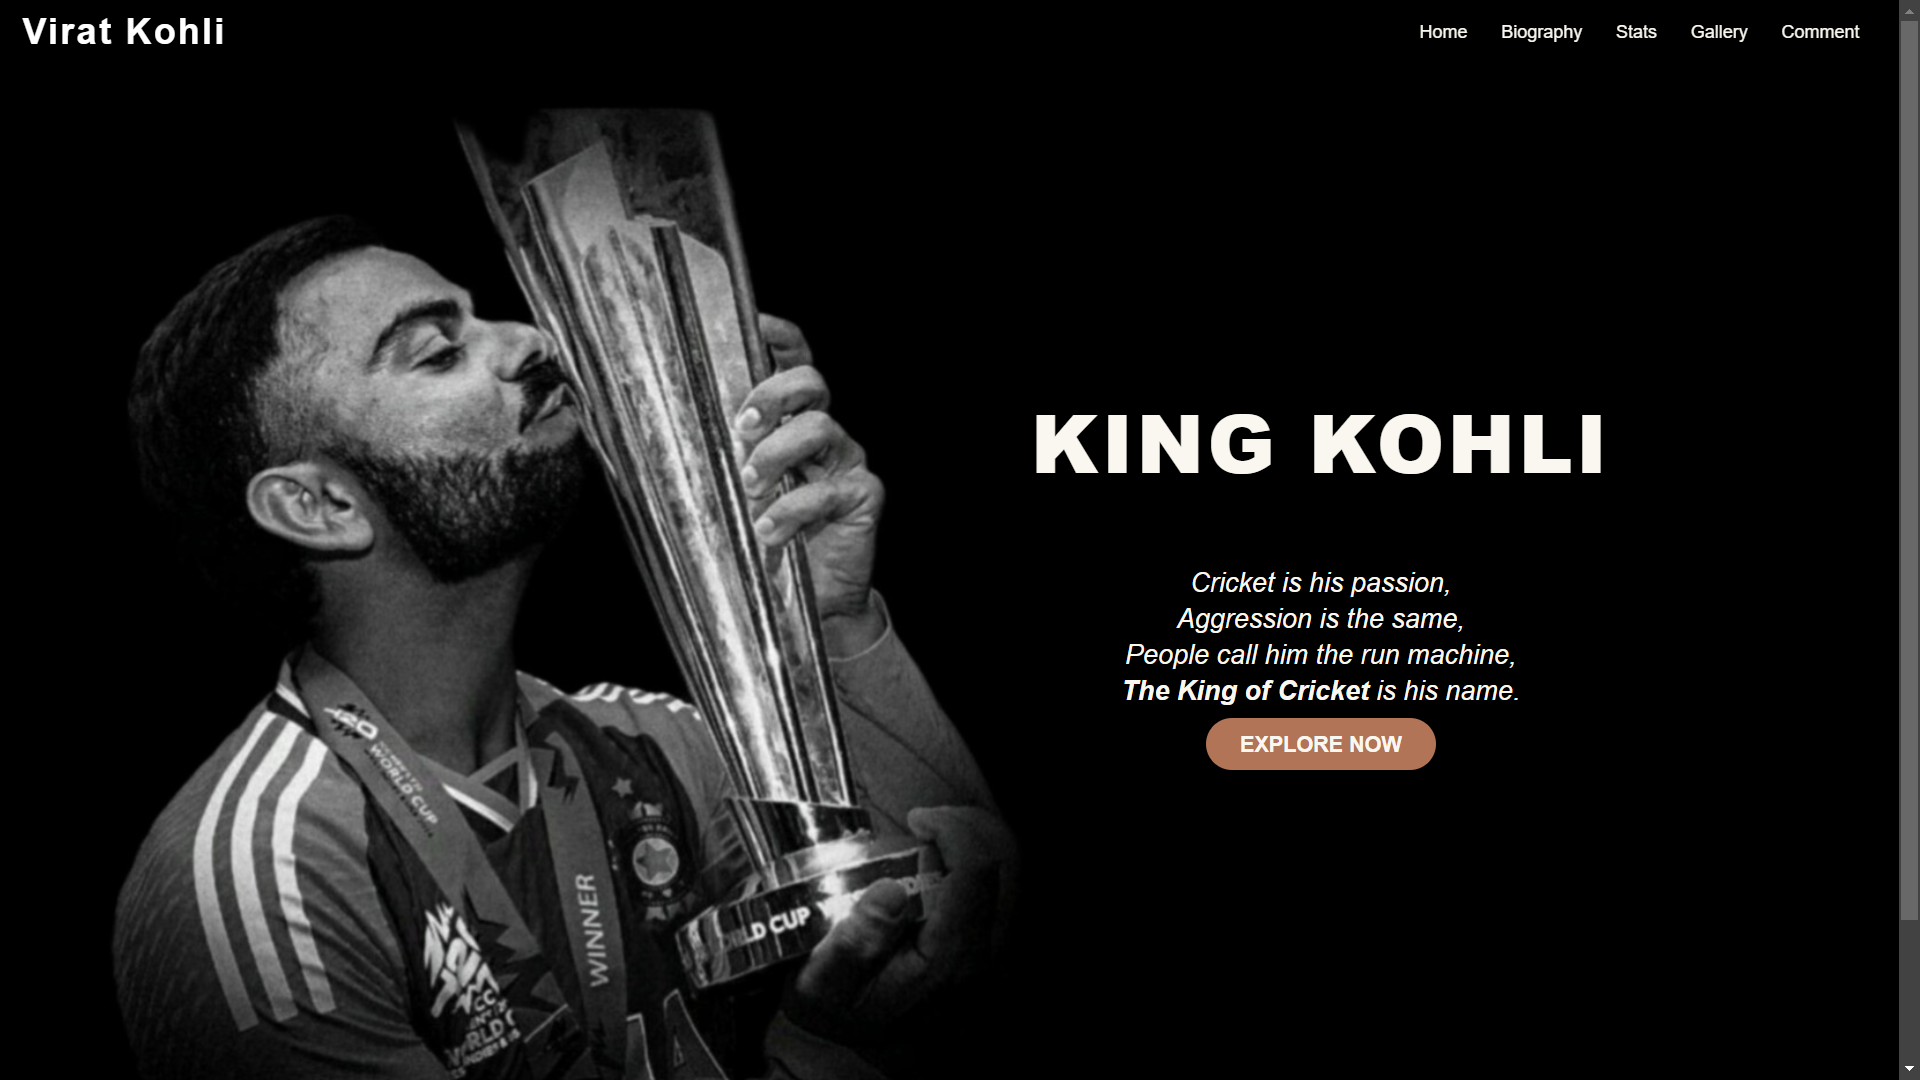 Virat Kohli
Home Biography Stats Gallery Comment
KING KOHLI
Cricket is his passion,
Aggression is the same,
People call him the run machine,
The King of Cricket is his name.
EXPLORE NOW
WORLD CUP
WINNER
CUP